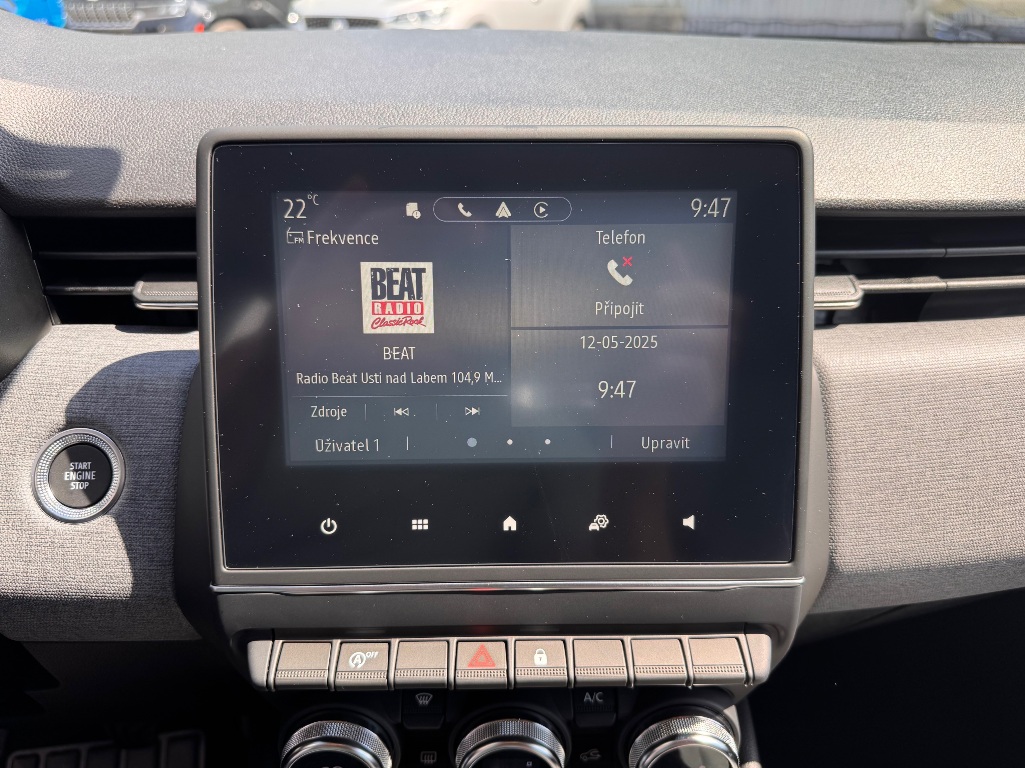 22°C
9:47
FM Frekvence
BEAT
RADIO
Classic Rock
BEAT
Radio Beat Usti nad Labem 104,9 M...
Zdroje
Telefon
Připojit
12-05-2025
9:47
Uživatel 1
Upravit
START
ENGINE
STOP
A OFF
A/C